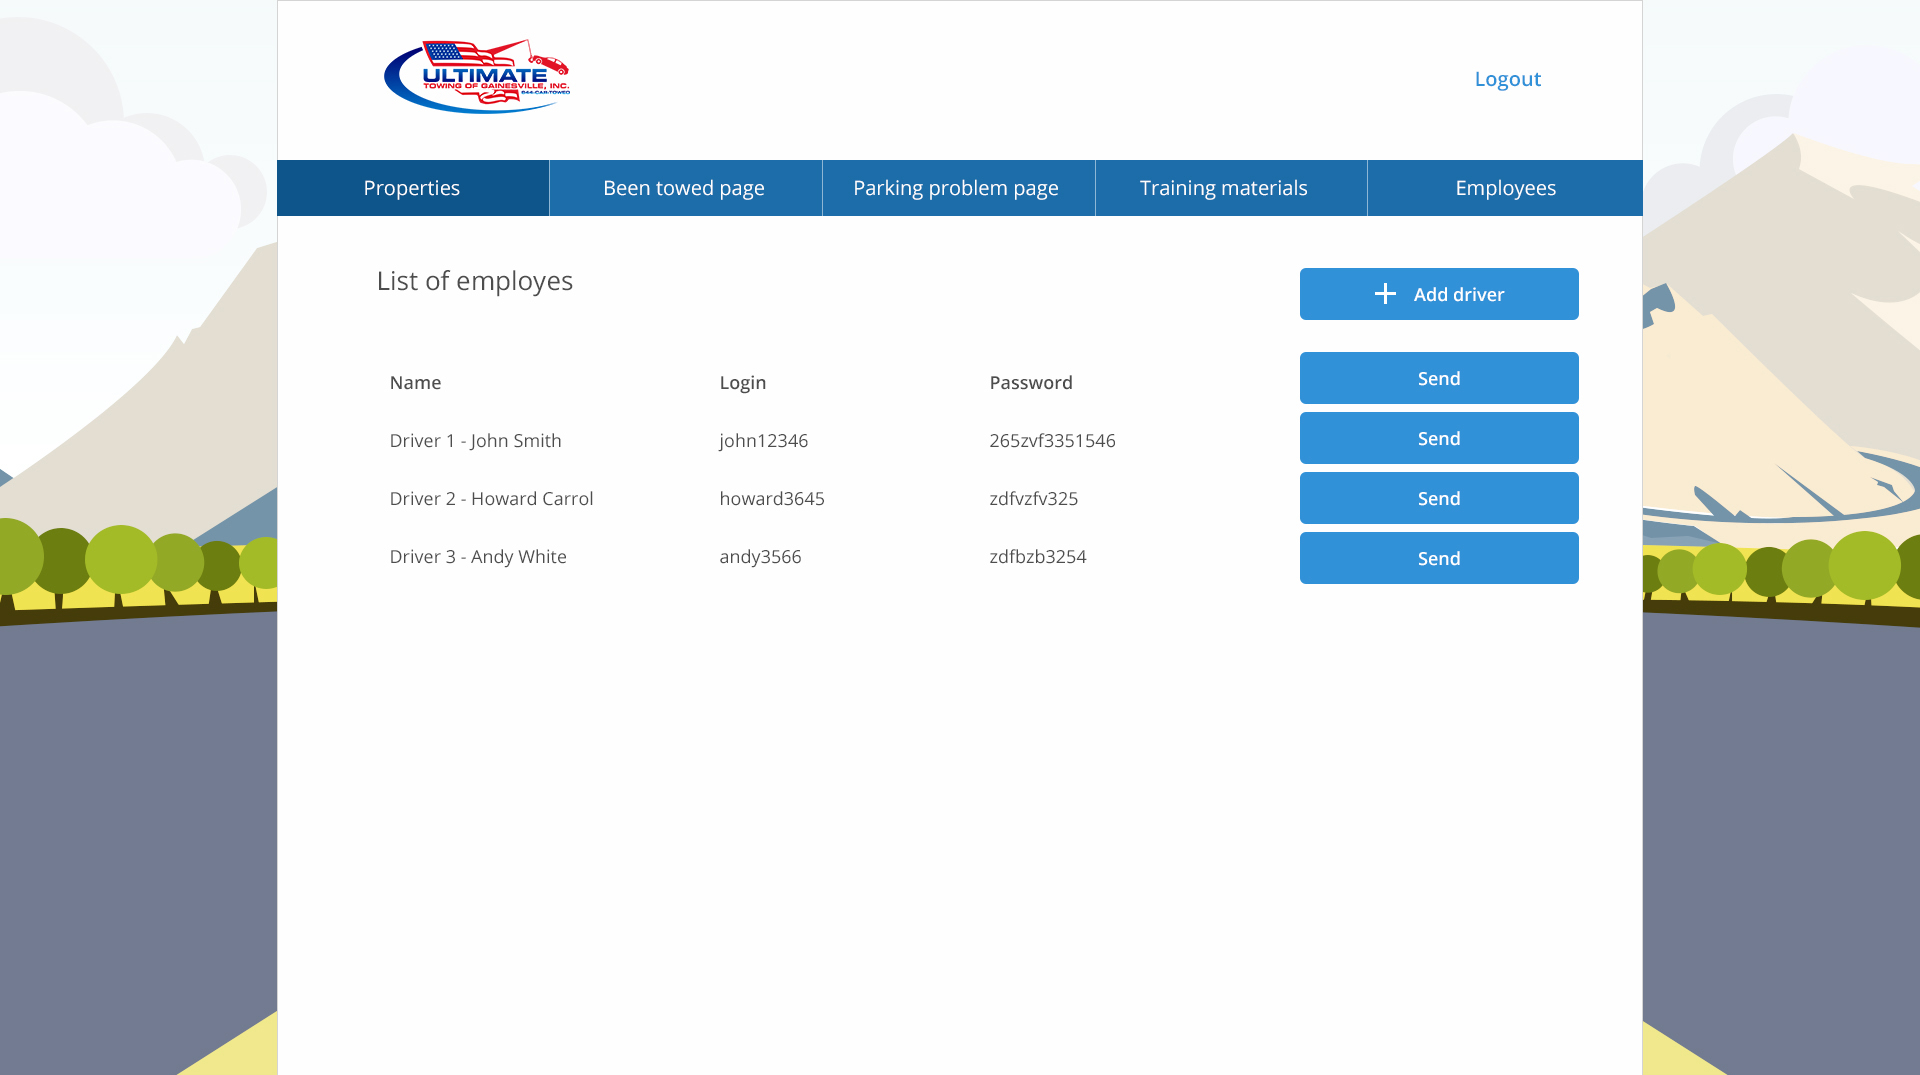 ULTIMATE
TOWING OF GAINESVILLE, INC.
844-CAR-TOWED
Logout
Properties
Been towed page
Parking problem page
Training materials
Employees
List of employes
Add driver
Name Login Password Send
Driver 1 - John Smith john12346 265zvf3351546 Send
Driver 2 - Howard Carrol howard3645 zdfvzfv325 Send
Driver 3 - Andy White andy3566 zdfbzb3254 Send